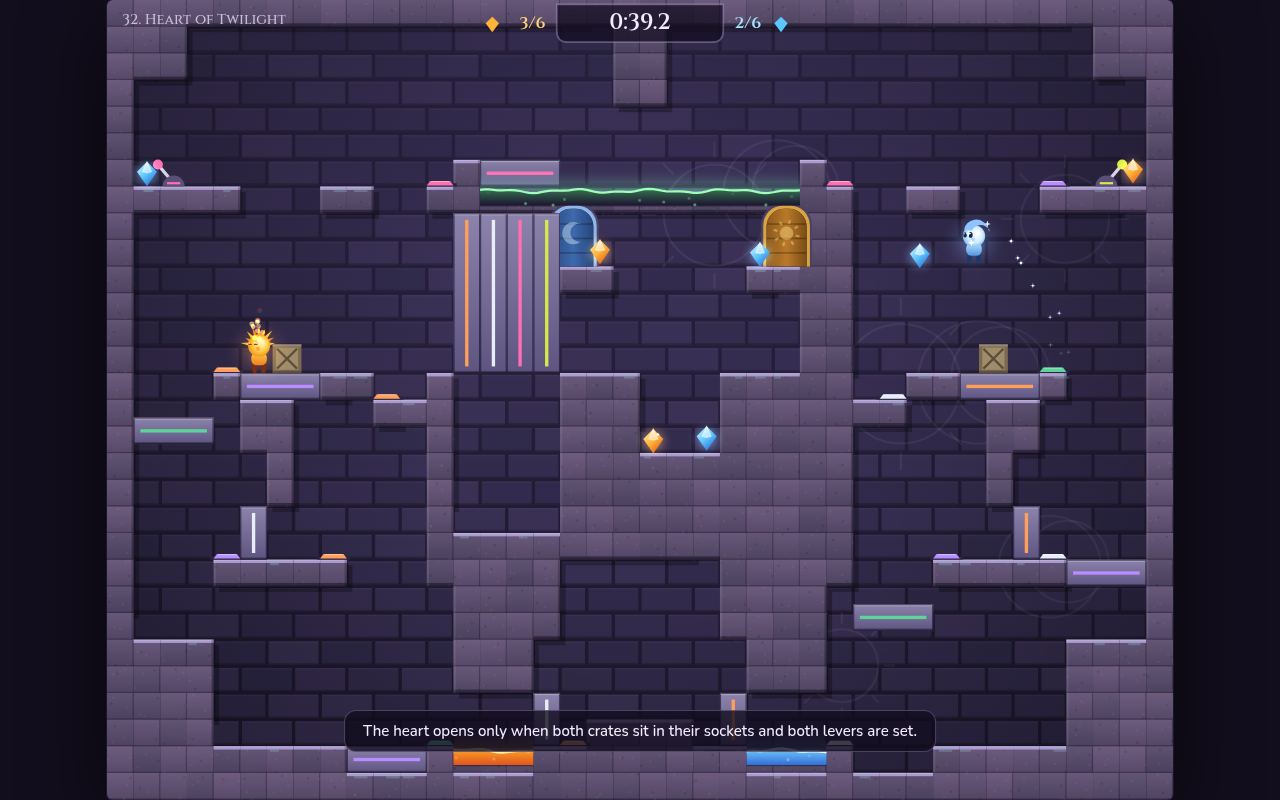 32. Heart of Twilight
3/6
0:39.2
2/6
The heart opens only when both crates sit in their sockets and both levers are set.